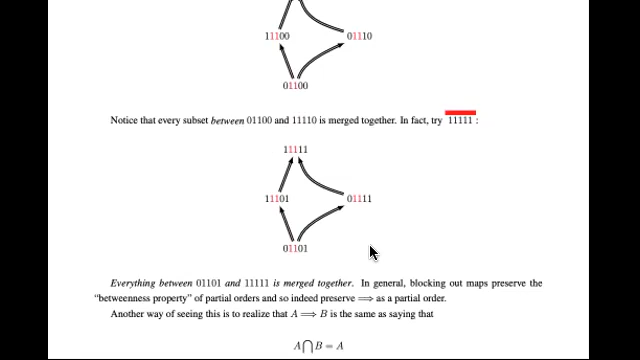 11100 01110
01100
Notice that every subset between 01100 and 11110 is merged together. In fact, try 11111 :
11111
11101 01111
01101
Everything between 01101 and 11111 is merged together. In general, blocking out maps preserve the
"betweenness property" of partial orders and so indeed preserve ⟹ as a partial order.
Another way of seeing this is to realize that A ⟹ B is the same as saying that
A ⋂ B = A